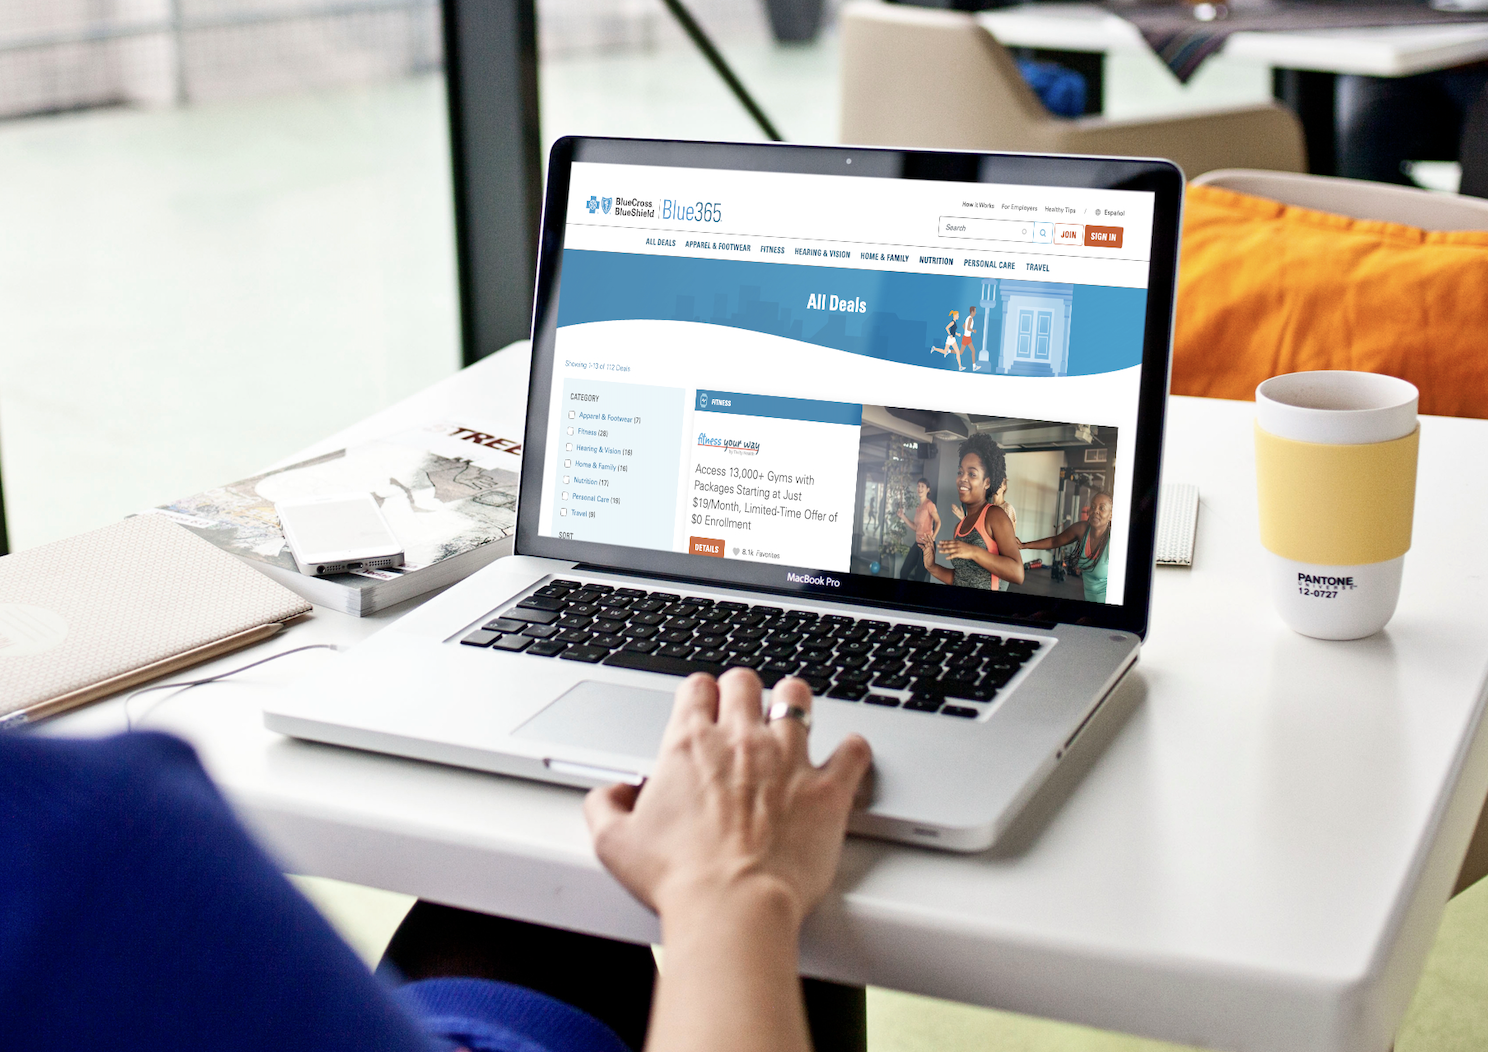 BlueCross
BlueShield
Blue365
How it Works For Employers Healthy Tips / Español
Search
JOIN
SIGN IN
ALL DEALS APPAREL & FOOTWEAR FITNESS HEARING & VISION HOME & FAMILY NUTRITION PERSONAL CARE TRAVEL
All Deals
Showing 1-13 of 112 Deals
CATEGORY
Apparel & Footwear (7)
Fitness (28)
Hearing & Vision (16)
Home & Family (16)
Nutrition (17)
Personal Care (19)
Travel (9)
SORT
FITNESS
fitness your way
Access 13,000+ Gyms with
Packages Starting at Just
$19/Month, Limited-Time Offer of
$0 Enrollment
DETAILS
8.1k Favorites
MacBook Pro
PANTONE
UNIVERSE
12-0727